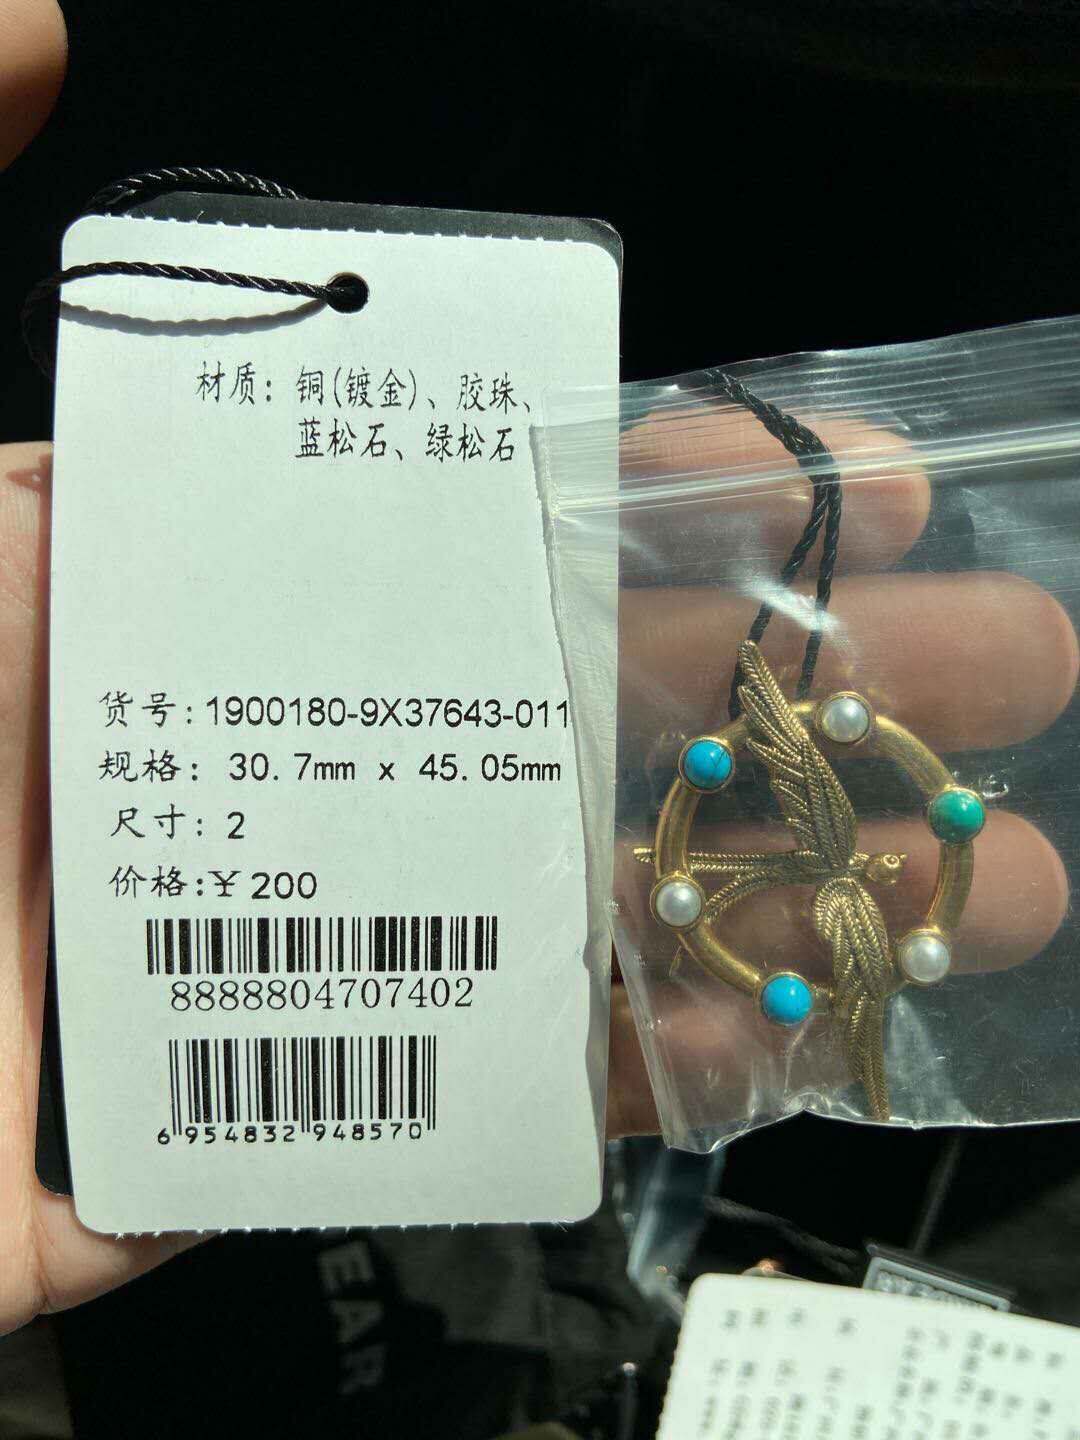 材质：铜(镀金)、胶珠、
蓝松石、绿松石
货号：1900180-9X37643-011
规格：30.7mm x 45.05mm
尺寸：2
价格：¥200
8888804707402
6 954832 948570
EAR